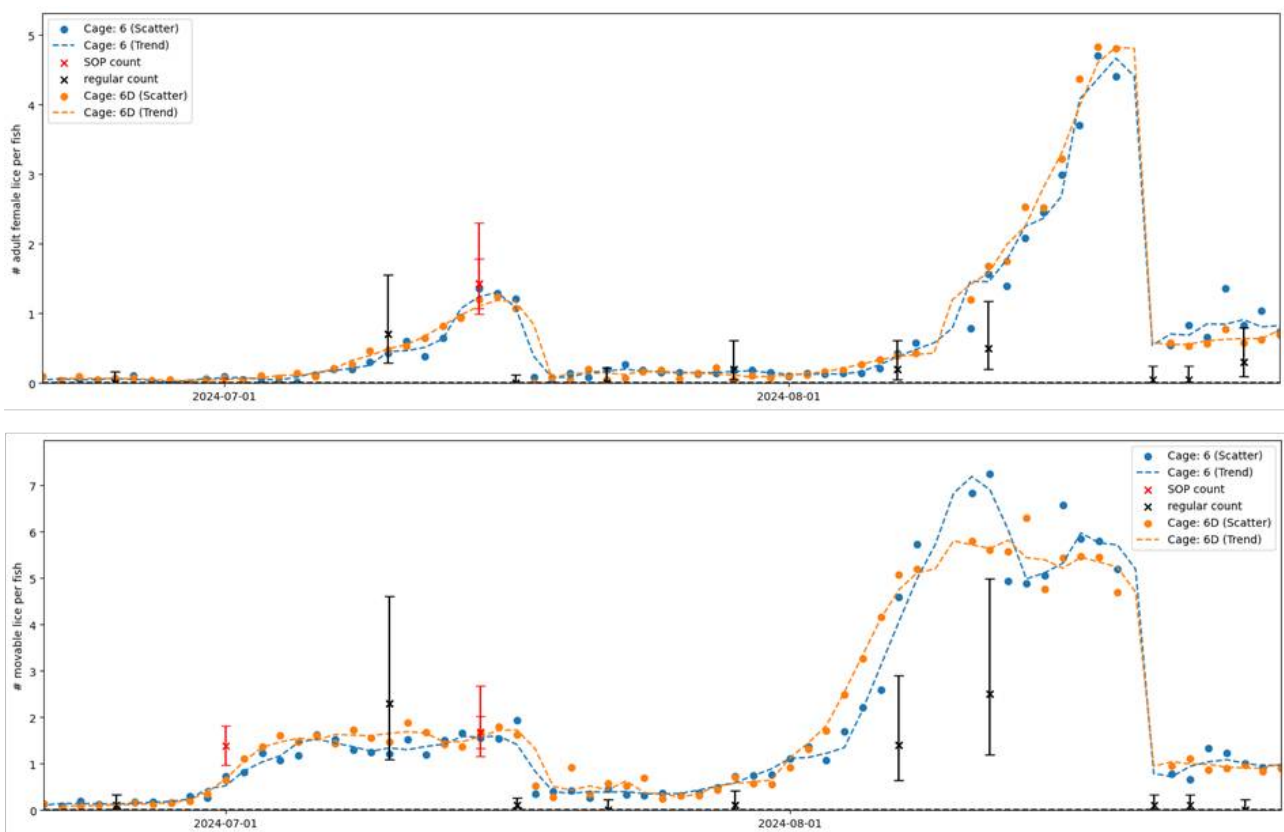 5
4
3
2
1
0
# adult female lice per fish
Cage: 6 (Scatter)
Cage: 6 (Trend)
SOP count
regular count
Cage: 6D (Scatter)
Cage: 6D (Trend)
2024-07-01
2024-08-01
7
6
5
4
3
2
1
0
# movable lice per fish
Cage: 6 (Scatter)
Cage: 6 (Trend)
SOP count
regular count
Cage: 6D (Scatter)
Cage: 6D (Trend)
2024-07-01
2024-08-01